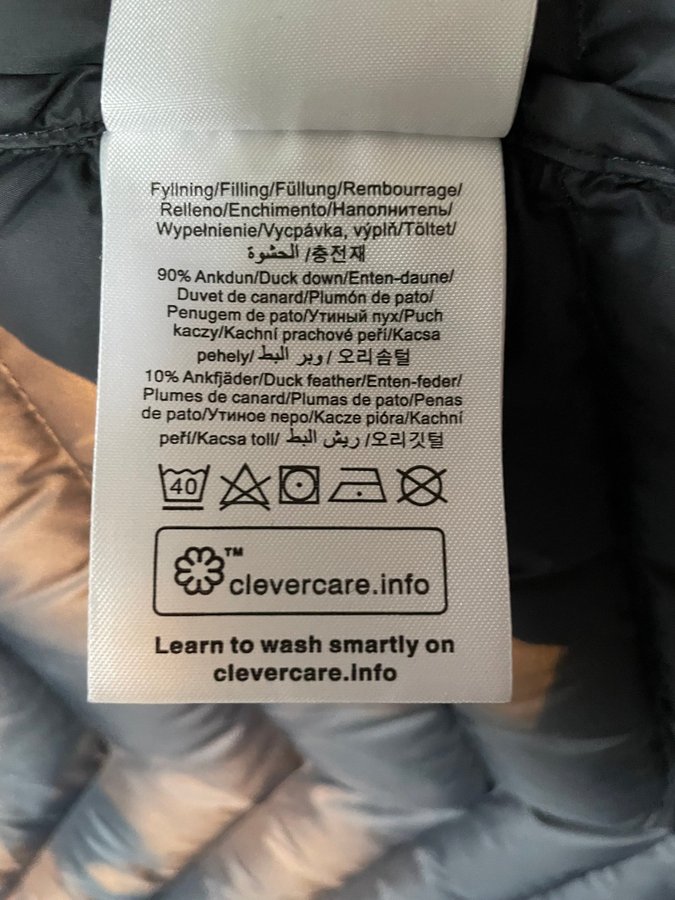 Fyllning/Filling/Füllung/Rembourrage/
Relleno/Enchimento/Наполнитель/
Wypełnienie/Vycpávka, výplň/Töltet/
الحشوة /충전재
90% Ankdun/Duck down/Enten-daune/
Duvet de canard/Plumón de pato/
Penugem de pato/Утиный пух/Puch
kaczy/Kachní prachové peří/Kacsa
pehely/ وبر البط / 오리솜털
10% Ankfjäder/Duck feather/Enten-feder/
Plumes de canard/Plumas de pato/Penas
de pato/Утиное перо/Kacze pióra/Kachní
peří/Kacsa toll/ ريش البط /오리깃털
40
™
clevercare.info
Learn to wash smartly on
clevercare.info